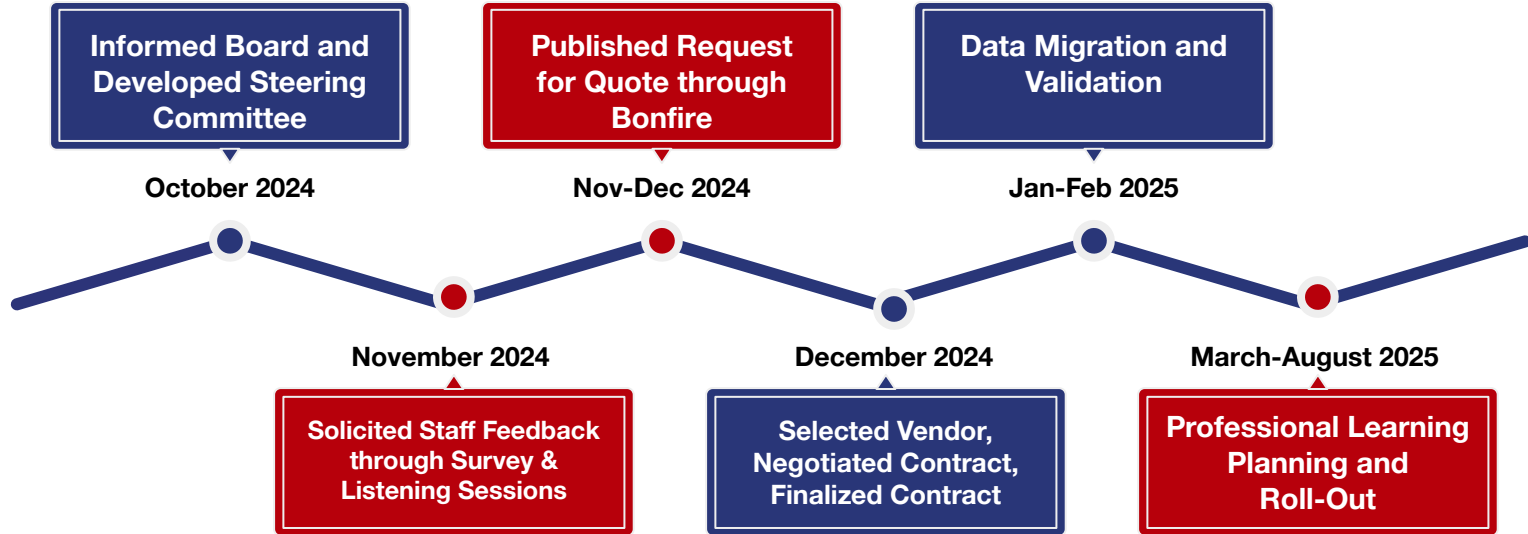 Informed Board and
Developed Steering
Committee
October 2024
Published Request
for Quote through
Bonfire
Nov-Dec 2024
Data Migration and
Validation
Jan-Feb 2025
November 2024
Solicited Staff Feedback
through Survey &
Listening Sessions
December 2024
Selected Vendor,
Negotiated Contract,
Finalized Contract
March-August 2025
Professional Learning
Planning and
Roll-Out